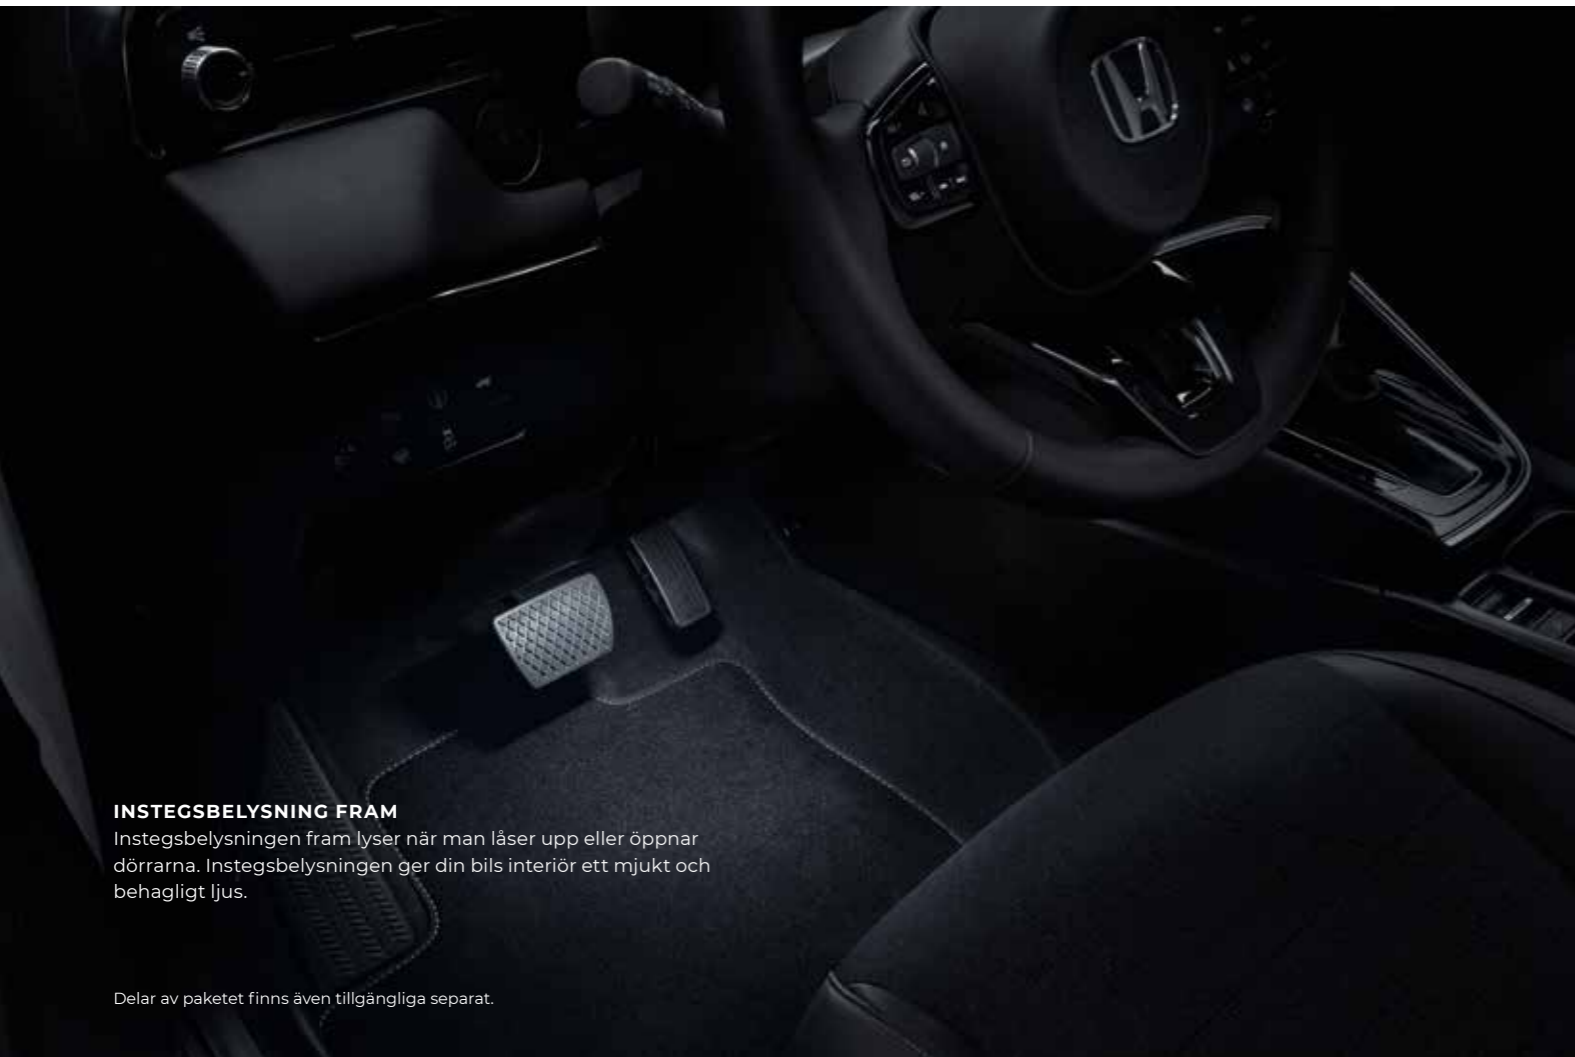 INSTEGSBELYSNING FRAM
Instegsbelysningen fram lyser när man låser upp eller öppnar
dörrarna. Instegsbelysningen ger din bils interiör ett mjukt och
behagligt ljus.
Delar av paketet finns även tillgängliga separat.